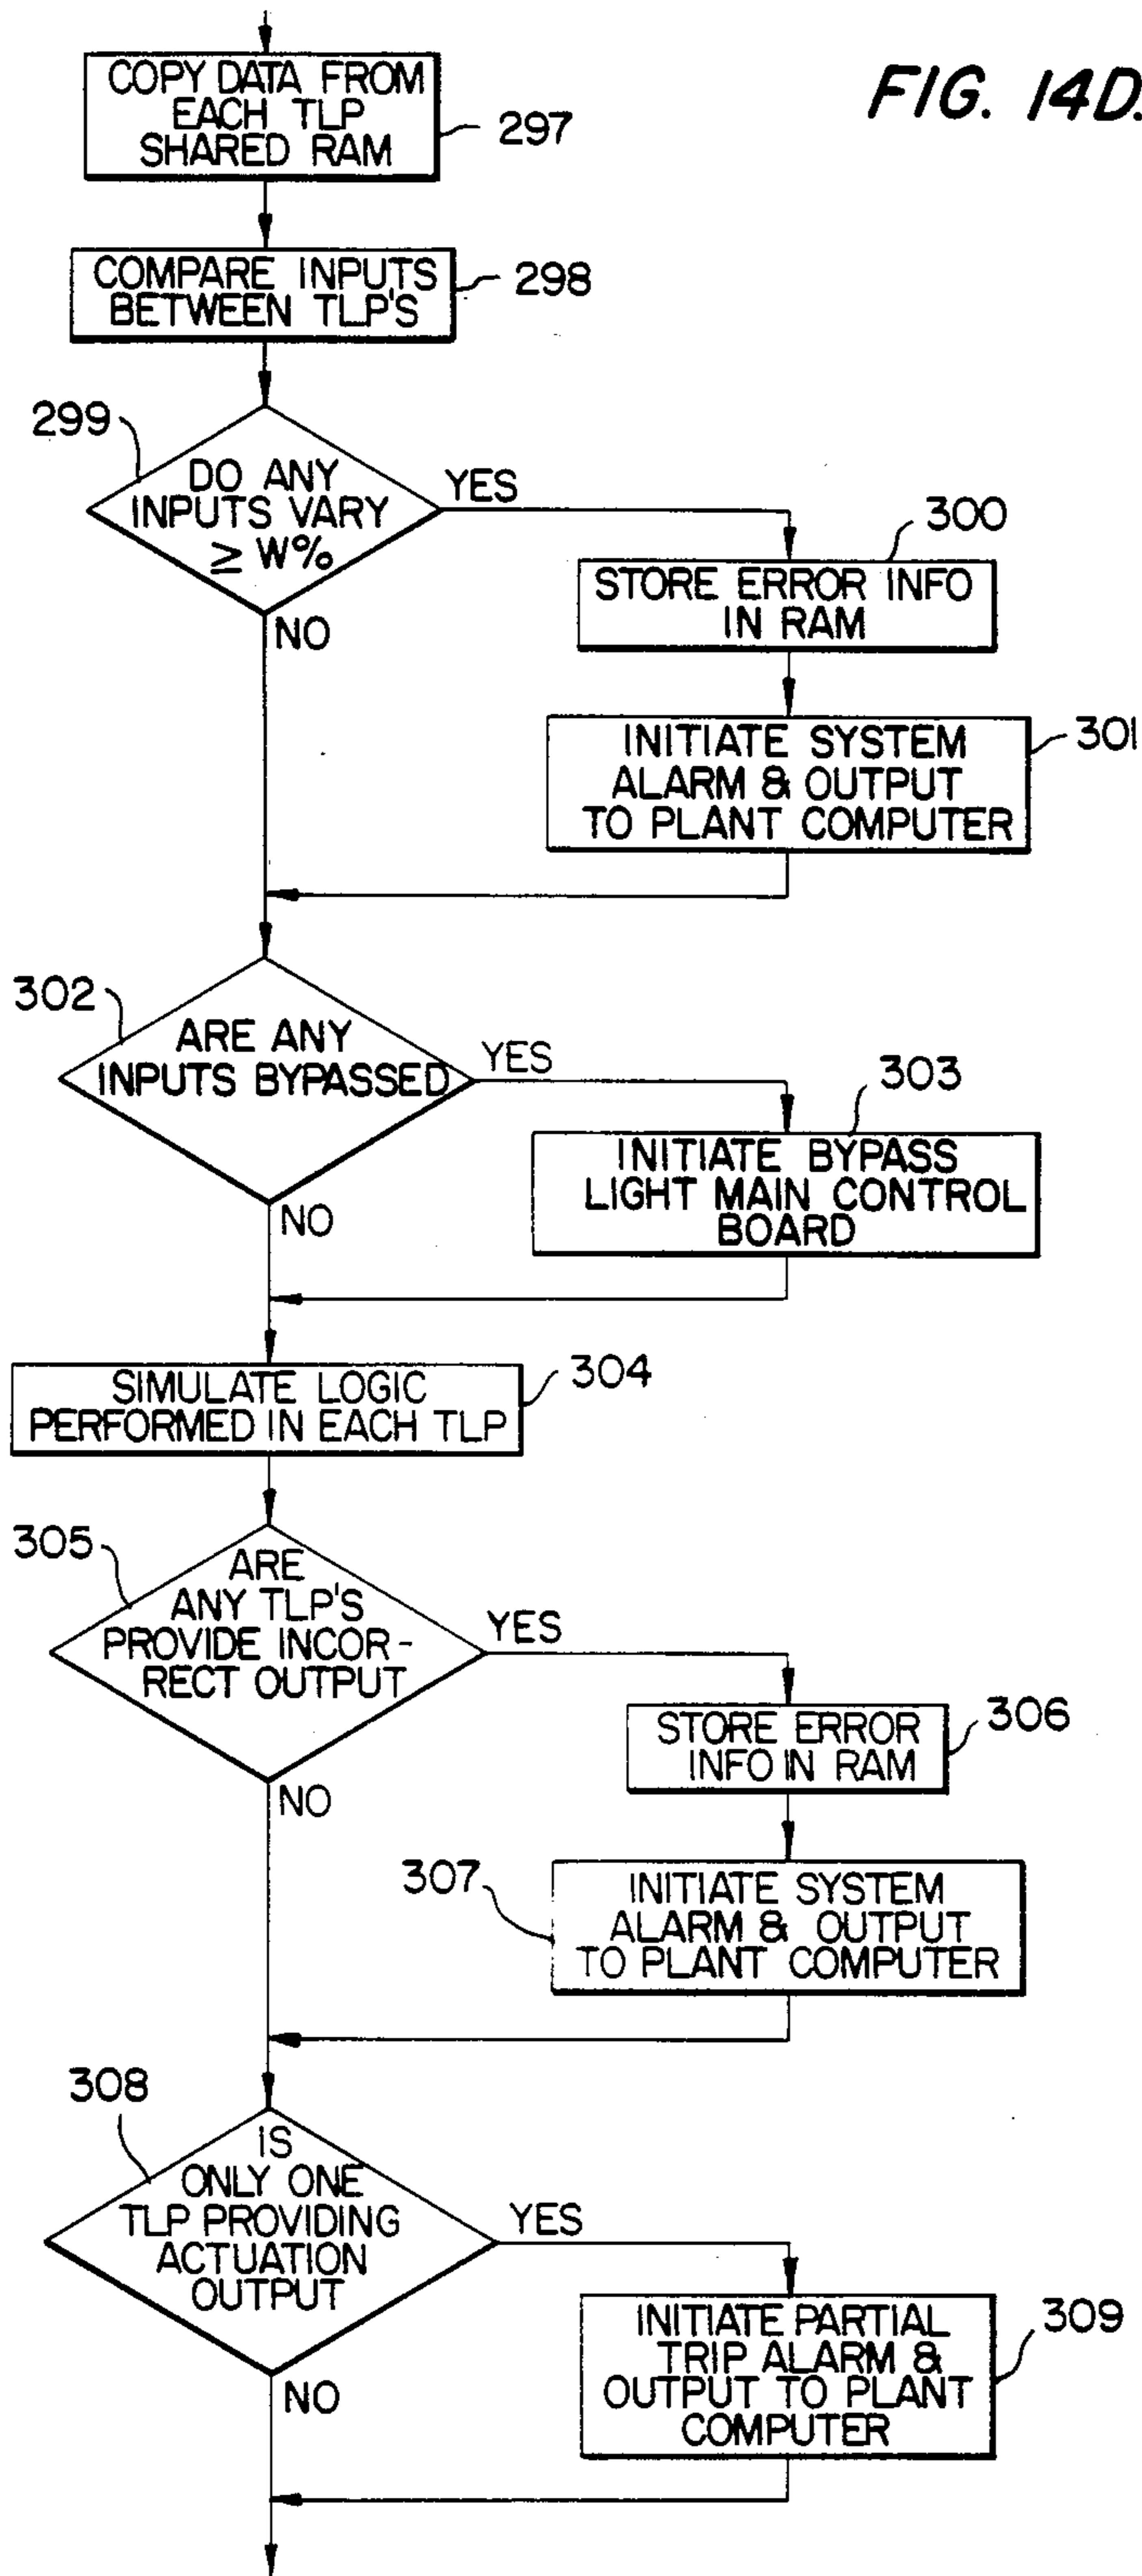 FIG. 14D.
COPY DATA FROM
EACH TLP
SHARED RAM
297
COMPARE INPUTS
BETWEEN TLP'S
298
299
DO ANY
INPUTS VARY
≥ W%
YES
NO
300
STORE ERROR INFO
IN RAM
301
INITIATE SYSTEM
ALARM & OUTPUT
TO PLANT COMPUTER
302
ARE ANY
INPUTS BYPASSED
YES
NO
303
INITIATE BYPASS
LIGHT MAIN CONTROL
BOARD
304
SIMULATE LOGIC
PERFORMED IN EACH TLP
305
ARE
ANY TLP'S
PROVIDE INCOR-
RECT OUTPUT
YES
NO
306
STORE ERROR
INFO IN RAM
307
INITIATE SYSTEM
ALARM & OUTPUT
TO PLANT COMPUTER
308
IS
ONLY ONE
TLP PROVIDING
ACTUATION
OUTPUT
YES
NO
309
INITIATE PARTIAL
TRIP ALARM &
OUTPUT TO PLANT
COMPUTER